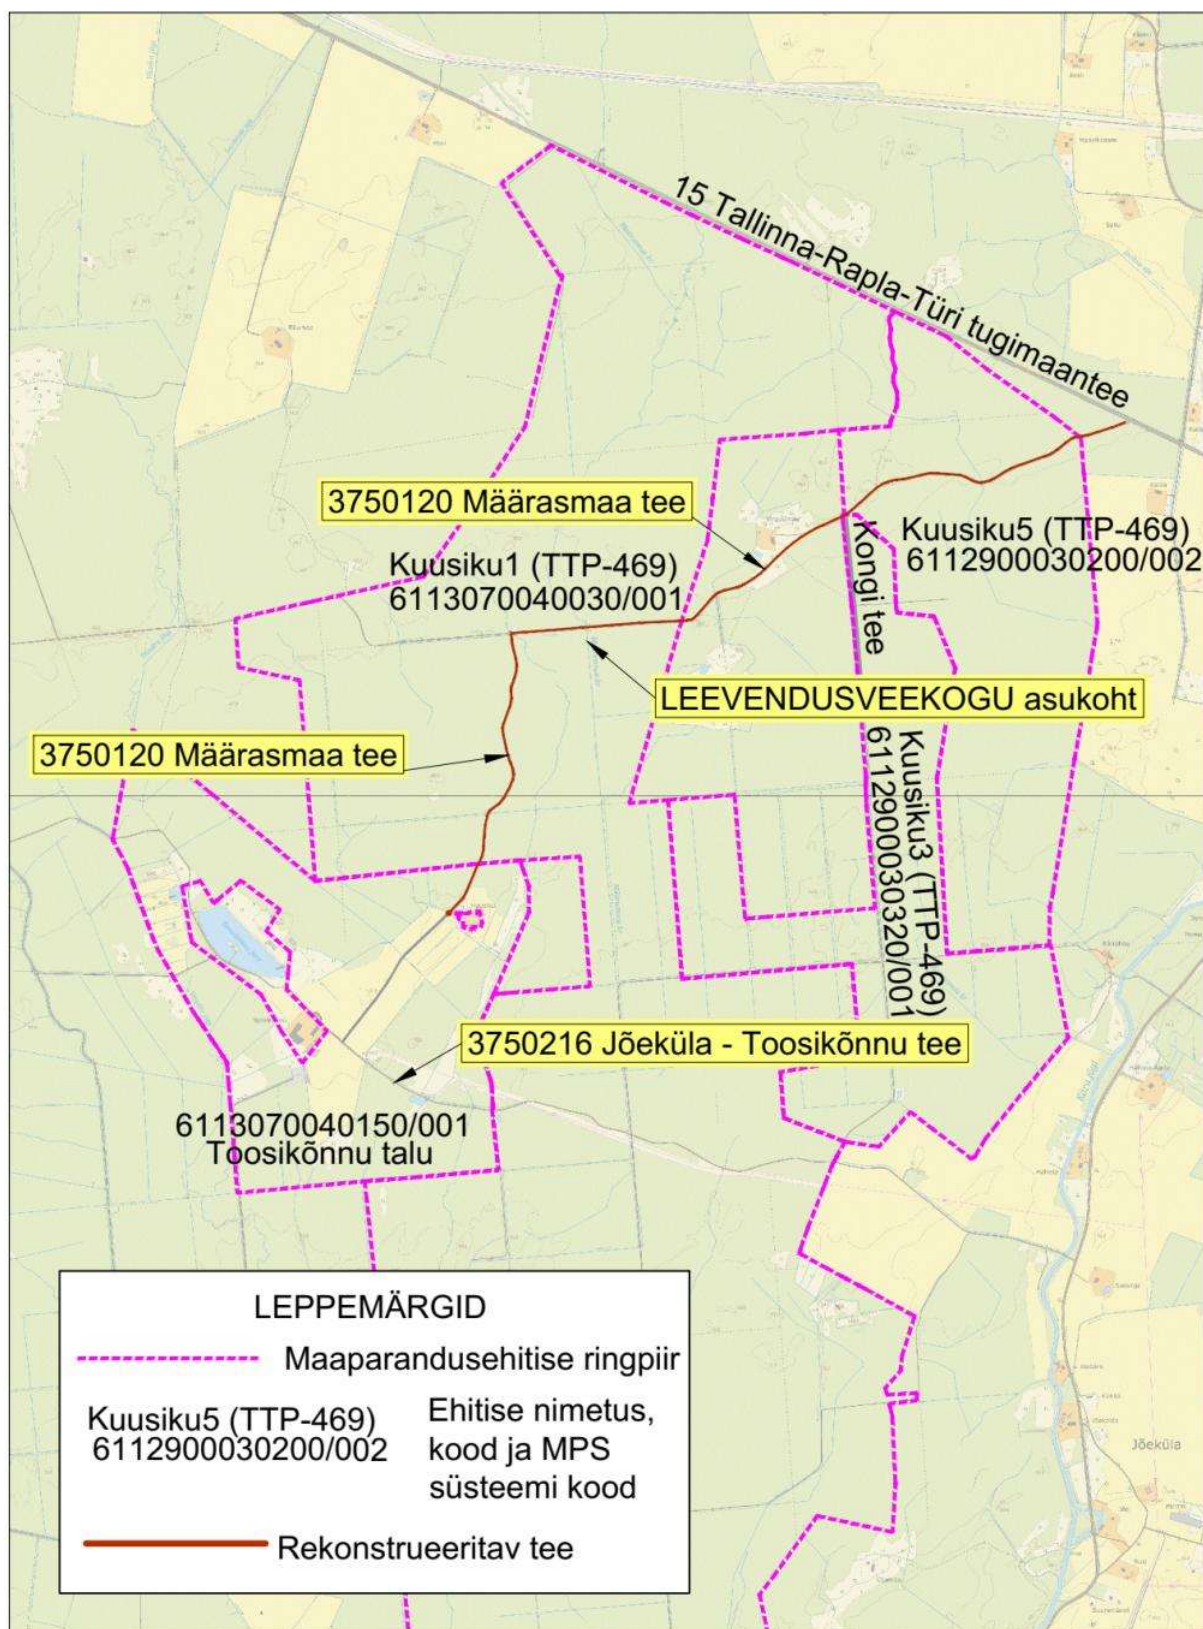 15 Tallinna-Rapla-Türi tugimaantee
3750120 Määrasmaa tee
Kuusiku1 (TTP-469)
6113070040030/001
Kongi tee
Kuusiku5 (TTP-469)
6112900030200/002
LEEVENDUSVEEKOGU asukoht
3750120 Määrasmaa tee
Kuusiku3 (TTP-469)
6112900030320/001
3750216 Jõeküla - Toosikõnnu tee
6113070040150/001
Toosikõnnu talu
Jõeküla
LEPPEMÄRGID
Maaparandusehitise ringpiir
Kuusiku5 (TTP-469)
6112900030200/002
Ehitise nimetus,
kood ja MPS
süsteemi kood
Rekonstrueeritav tee